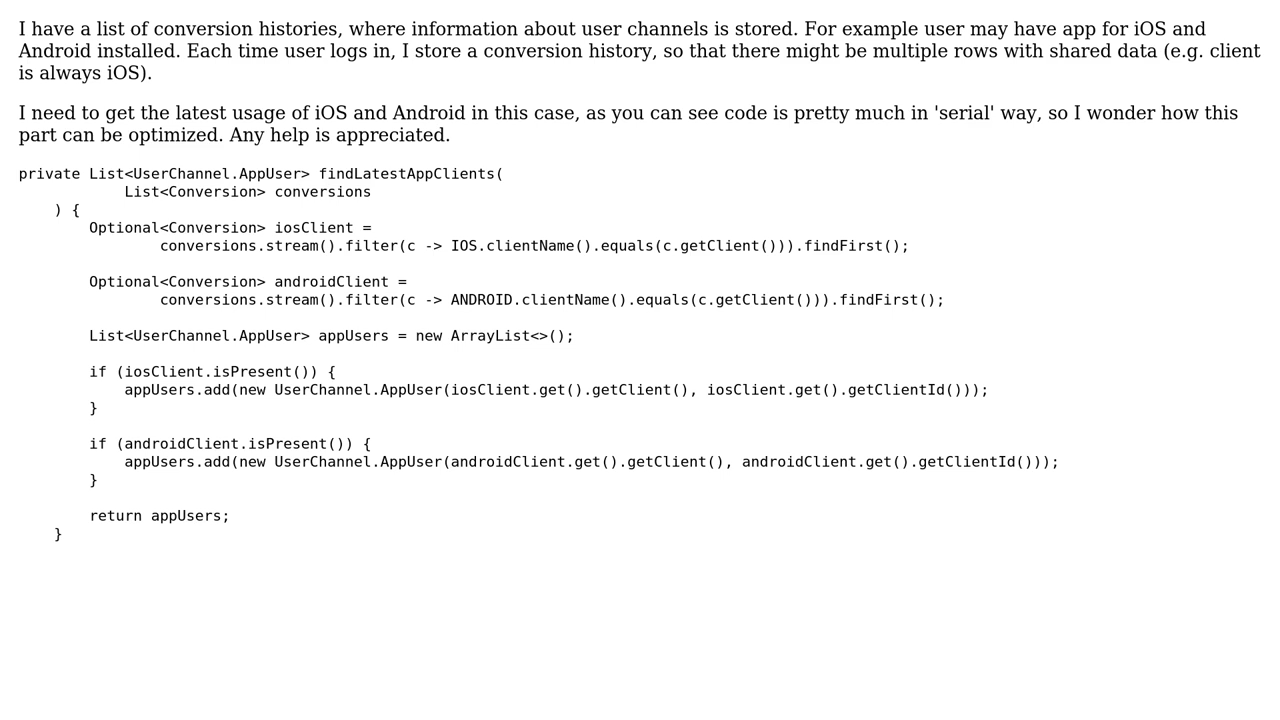 I have a list of conversion histories, where information about user channels is stored. For example user may have app for iOS and
Android installed. Each time user logs in, I store a conversion history, so that there might be multiple rows with shared data (e.g. client
is always iOS).
I need to get the latest usage of iOS and Android in this case, as you can see code is pretty much in 'serial' way, so I wonder how this
part can be optimized. Any help is appreciated.
private List<UserChannel.AppUser> findLatestAppClients(
            List<Conversion> conversions
    ) {
        Optional<Conversion> iosClient =
                conversions.stream().filter(c -> IOS.clientName().equals(c.getClient())).findFirst();
        Optional<Conversion> androidClient =
                conversions.stream().filter(c -> ANDROID.clientName().equals(c.getClient())).findFirst();
        List<UserChannel.AppUser> appUsers = new ArrayList<>();
        if (iosClient.isPresent()) {
            appUsers.add(new UserChannel.AppUser(iosClient.get().getClient(), iosClient.get().getClientId()));
        }
        if (androidClient.isPresent()) {
            appUsers.add(new UserChannel.AppUser(androidClient.get().getClient(), androidClient.get().getClientId()));
        }
        return appUsers;
    }